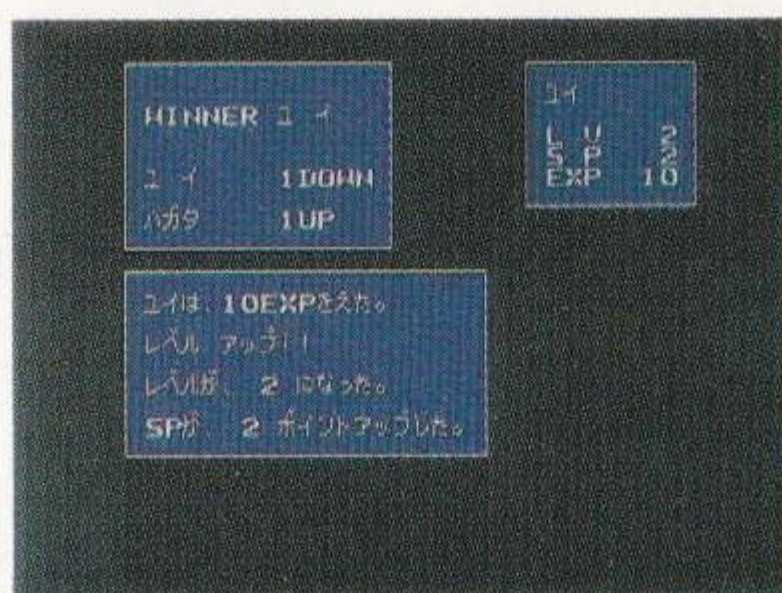 WINNER ユイ
ユイ 1DOWN
ハガタ 1UP
ユイ
LV 2
SP 2
EXP 10
ユイは、10EXPをえた。
レベル アップ!!
レベルが、 2 になった。
SPが、 2 ポイントアップした。